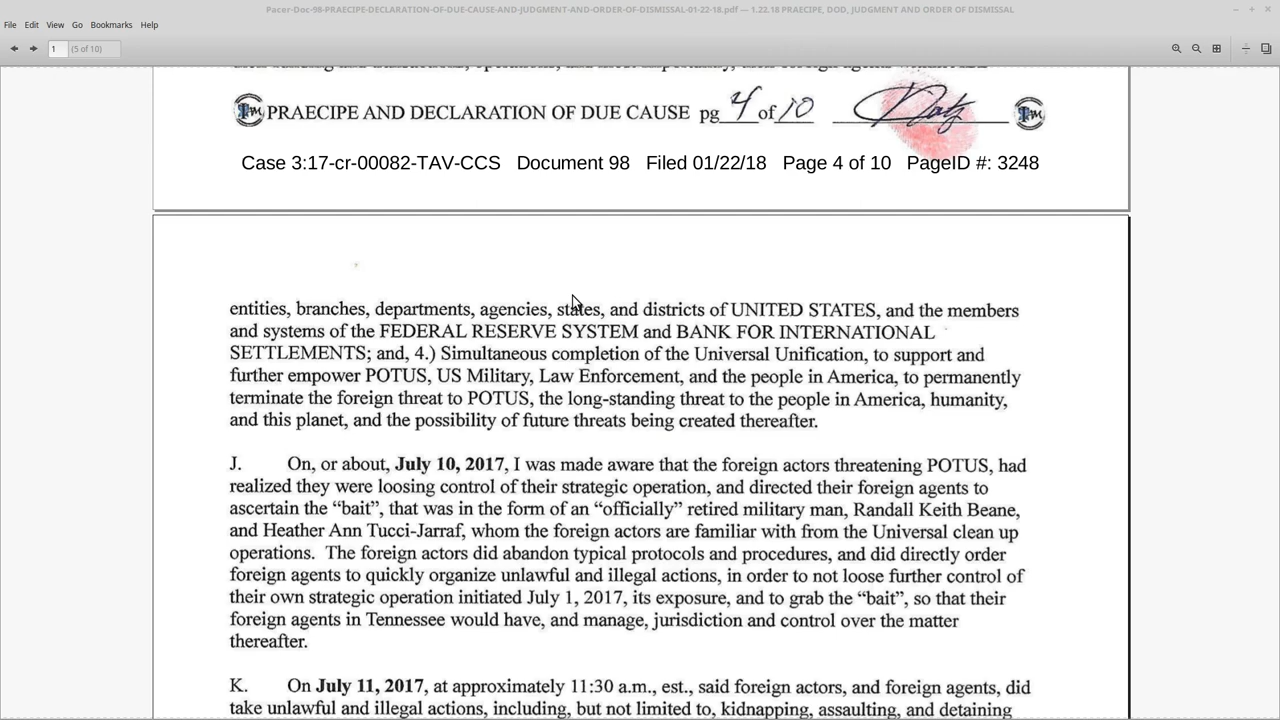 Pacer-Doc-98-PRAECIPE-DECLARATION-OF-DUE-CAUSE-AND-JUDGMENT-AND-ORDER-OF-DISMISSAL-01-22-18.pdf — 1.22.18 PRAECIPE, DOD, JUDGMENT AND ORDER OF DISMISSAL
File Edit View Go Bookmarks Help
1 (5 of 10)
PRAECIPE AND DECLARATION OF DUE CAUSE pg 4 of 10
Case 3:17-cr-00082-TAV-CCS Document 98 Filed 01/22/18 Page 4 of 10 PageID #: 3248
entities, branches, departments, agencies, states, and districts of UNITED STATES, and the members
and systems of the FEDERAL RESERVE SYSTEM and BANK FOR INTERNATIONAL
SETTLEMENTS; and, 4.) Simultaneous completion of the Universal Unification, to support and
further empower POTUS, US Military, Law Enforcement, and the people in America, to permanently
terminate the foreign threat to POTUS, the long-standing threat to the people in America, humanity,
and this planet, and the possibility of future threats being created thereafter.
J. On, or about, July 10, 2017, I was made aware that the foreign actors threatening POTUS, had
realized they were loosing control of their strategic operation, and directed their foreign agents to
ascertain the “bait”, that was in the form of an “officially” retired military man, Randall Keith Beane,
and Heather Ann Tucci-Jarraf, whom the foreign actors are familiar with from the Universal clean up
operations. The foreign actors did abandon typical protocols and procedures, and did directly order
foreign agents to quickly organize unlawful and illegal actions, in order to not loose further control of
their own strategic operation initiated July 1, 2017, its exposure, and to grab the “bait”, so that their
foreign agents in Tennessee would have, and manage, jurisdiction and control over the matter
thereafter.
K. On July 11, 2017, at approximately 11:30 a.m., est., said foreign actors, and foreign agents, did
take unlawful and illegal actions, including, but not limited to, kidnapping, assaulting, and detaining